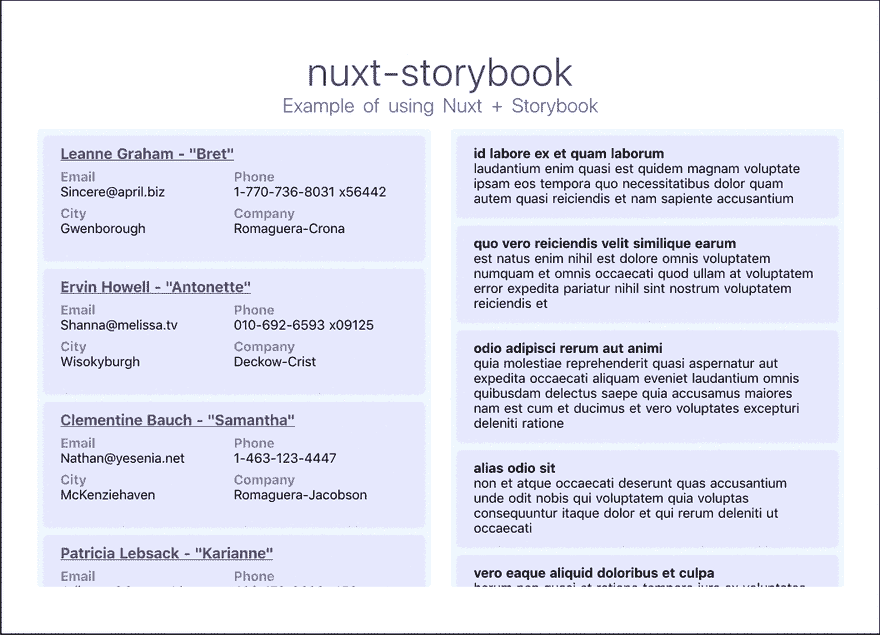 nuxt-storybook
Example of using Nuxt + Storybook
Leanne Graham - "Bret"
Email Phone
Sincere@april.biz 1-770-736-8031 x56442
City Company
Gwenborough Romaguera-Crona
Ervin Howell - "Antonette"
Email Phone
Shanna@melissa.tv 010-692-6593 x09125
City Company
Wisokyburgh Deckow-Crist
Clementine Bauch - "Samantha"
Email Phone
Nathan@yesenia.net 1-463-123-4447
City Company
McKenziehaven Romaguera-Jacobson
Patricia Lebsack - "Karianne"
Email Phone
id labore ex et quam laborum
laudantium enim quasi est quidem magnam voluptate
ipsam eos tempora quo necessitatibus dolor quam
autem quasi reiciendis et nam sapiente accusantium
quo vero reiciendis velit similique earum
est natus enim nihil est dolore omnis voluptatem
numquam et omnis occaecati quod ullam at voluptatem
error expedita pariatur nihil sint nostrum voluptatem
reiciendis et
odio adipisci rerum aut animi
quia molestiae reprehenderit quasi aspernatur aut
expedita occaecati aliquam eveniet laudantium omnis
quibusdam delectus saepe quia accusamus maiores
nam est cum et ducimus et vero voluptates excepturi
deleniti ratione
alias odio sit
non et atque occaecati deserunt quas accusantium
unde odit nobis qui voluptatem quia voluptas
consequuntur itaque dolor et qui rerum deleniti ut
occaecati
vero eaque aliquid doloribus et culpa